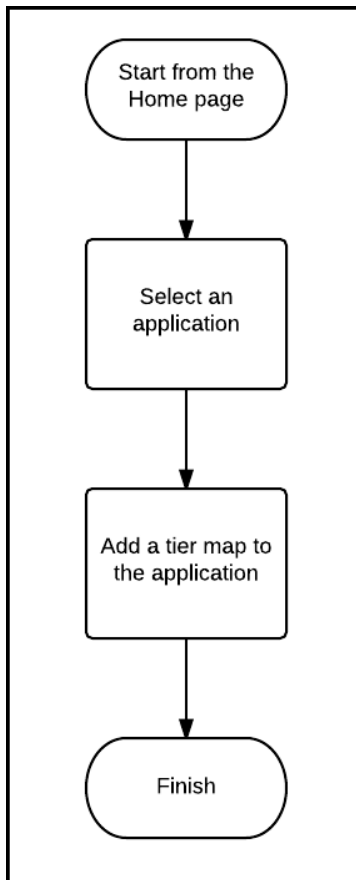 Start from the
Home page
Select an
application
Add a tier map to
the application
Finish